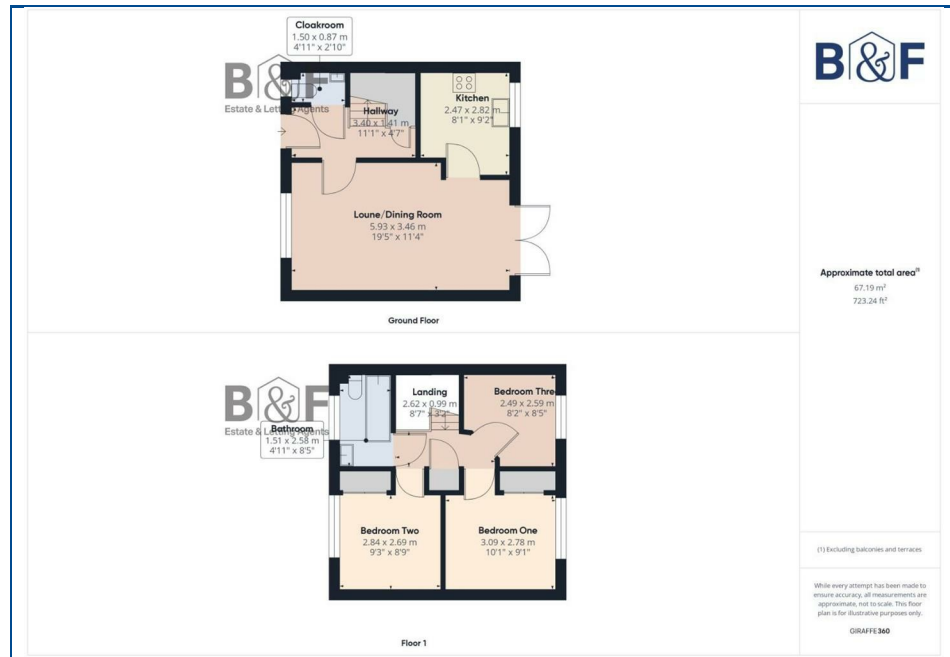 Cloakroom
1.50 x 0.87 m
4'11" x 2'10"
B&F
Estate & Letting Agents
Hallway
3.40 x 1.41 m
11'1" x 4'7"
Kitchen
2.47 x 2.82 m
8'1" x 9'2"
Loune/Dining Room
5.93 x 3.46 m
19'5" x 11'4"
Ground Floor
B&F
Estate & Letting Agents
Bathroom
1.51 x 2.58 m
4'11" x 8'5"
Landing
2.62 x 0.99 m
8'7" x 3'2"
Bedroom Three
2.49 x 2.59 m
8'2" x 8'5"
Bedroom Two
2.84 x 2.69 m
9'3" x 8'9"
Bedroom One
3.09 x 2.78 m
10'1" x 9'1"
Floor 1
B&F
Approximate total area(1)
67.19 m²
723.24 ft²
(1) Excluding balconies and terraces
While every attempt has been made to
ensure accuracy, all measurements are
approximate, not to scale. This floor
plan is for illustrative purposes only.
GIRAFFE360